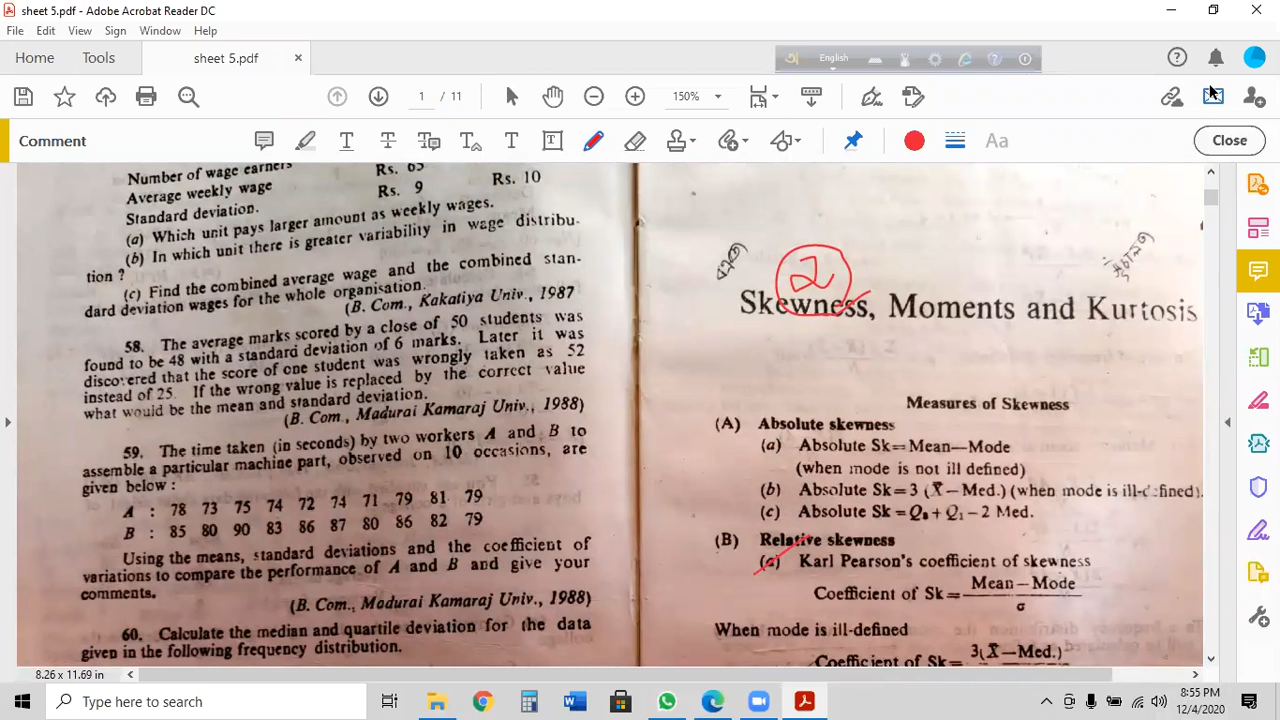 sheet 5.pdf - Adobe Acrobat Reader DC
File Edit View Sign Window Help
Home Tools sheet 5.pdf
English
1 / 11 150%
Comment
Close
Number of wage earners Rs. 65
Average weekly wage Rs. 9 Rs. 10
Standard deviation.
(a) Which unit pays larger amount as weekly wages.
(b) In which unit there is greater variability in wage distribu-
tion ?
(c) Find the combined average wage and the combined stan-
dard deviation wages for the whole organisation.
(B. Com., Kakatiya Univ., 1987
58. The average marks scored by a close of 50 students was
found to be 48 with a standard deviation of 6 marks. Later it was
discovered that the score of one student was wrongly taken as 52
instead of 25. If the wrong value is replaced by the correct value
what would be the mean and standard deviation.
(B. Com., Madurai Kamaraj Univ., 1988)
59. The time taken (in seconds) by two workers A and B to
assemble a particular machine part, observed on 10 occasions, are
given below :
A : 78 73 75 74 72 74 71 79 81 79
B : 85 80 90 83 86 87 80 86 82 79
Using the means, standard deviations and the coefficient of
variations to compare the performance of A and B and give your
comments.
(B. Com., Madurai Kamaraj Univ., 1988)
60. Calculate the median and quartile deviation for the data
given in the following frequency distribution.
2
Skewness, Moments and Kurtosis
Measures of Skewness
(A) Absolute skewness
(a) Absolute Sk=Mean—Mode
(when mode is not ill defined)
(b) Absolute Sk=3 (X̄—Med.) (when mode is ill-defined).
(c) Absolute Sk=Q₃+Q₁—2 Med.
(B) Relative skewness
(a) Karl Pearson's coefficient of skewness
Coefficient of Sk= Mean—Mode
σ
When mode is ill-defined
Coefficient of Sk= 3(X̄—Med.)
8.26 x 11.69 in
Type here to search
8:55 PM
12/4/2020